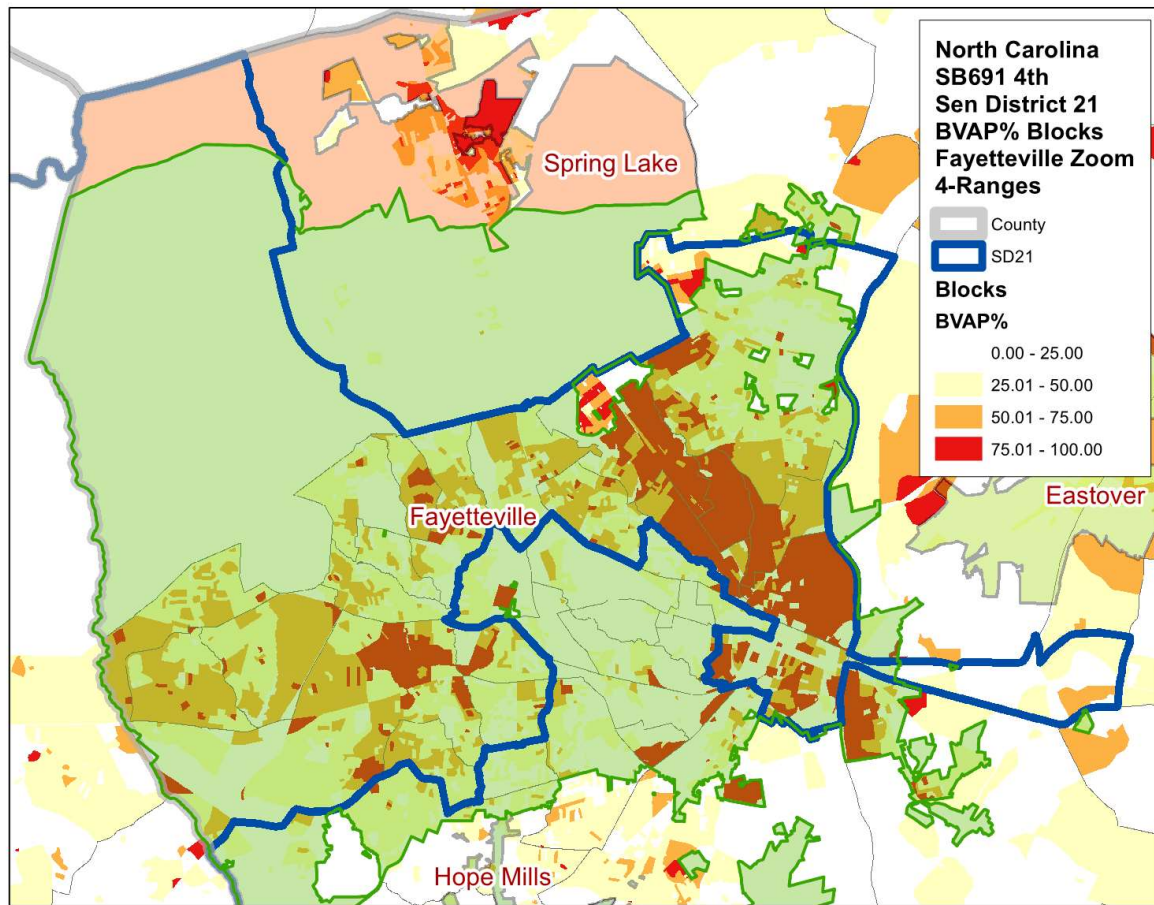 North Carolina
SB691 4th
Sen District 21
BVAP% Blocks
Fayetteville Zoom
4-Ranges
County
SD21
Blocks
BVAP%
0.00 - 25.00
25.01 - 50.00
50.01 - 75.00
75.01 - 100.00
Spring Lake
Eastover
Fayetteville
Hope Mills